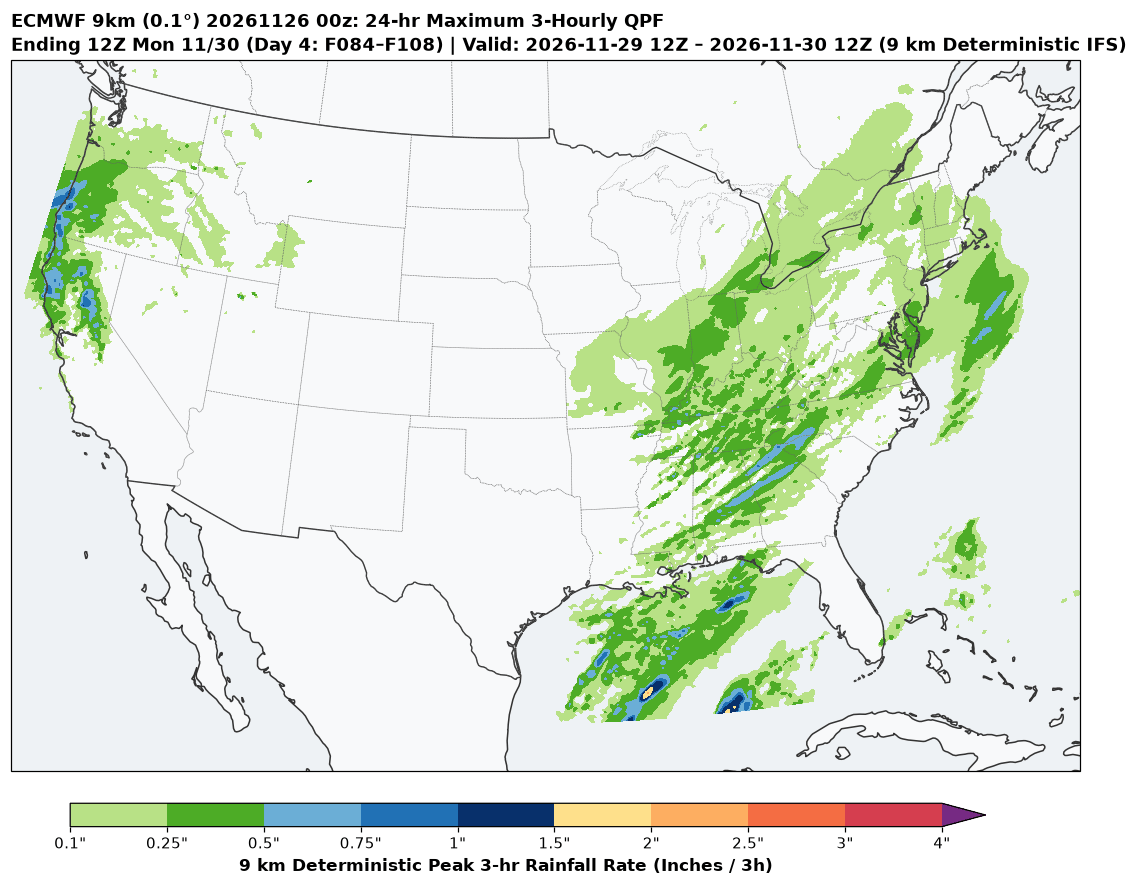 ECMWF 9km (0.1°) 20261126 00z: 24-hr Maximum 3-Hourly QPF
Ending 12Z Mon 11/30 (Day 4: F084–F108) | Valid: 2026-11-29 12Z – 2026-11-30 12Z (9 km Deterministic IFS)
0.1" 0.25" 0.5" 0.75" 1" 1.5" 2" 2.5" 3" 4"
9 km Deterministic Peak 3-hr Rainfall Rate (Inches / 3h)